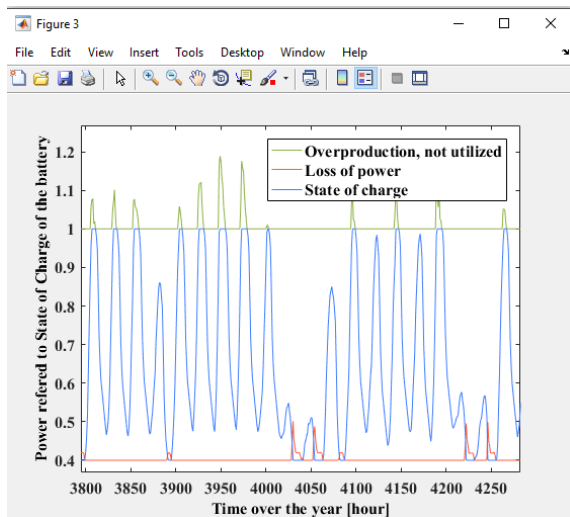 Figure 3
File Edit View Insert Tools Desktop Window Help
Overproduction, not utilized
Loss of power
State of charge
Power refered to State of Charge of the battery
1.2
1.1
1
0.9
0.8
0.7
0.6
0.5
0.4
3800 3850 3900 3950 4000 4050 4100 4150 4200 4250
Time over the year [hour]